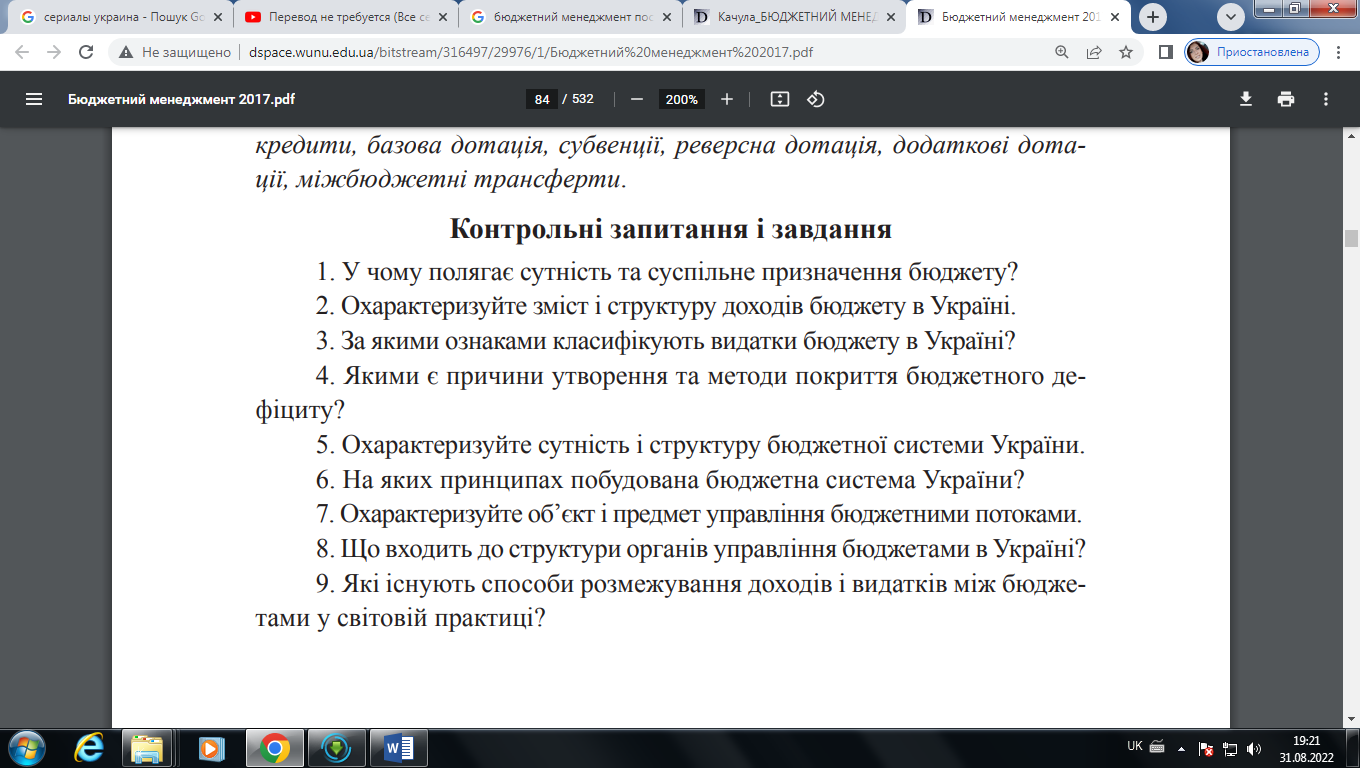 сериалы украина - Пошук Go
Перевод не требуется (Все се
бюджетний менеджмент пос
Качула_БЮДЖЕТНИЙ МЕНЕД
Бюджетний менеджмент 201
Не защищено | dspace.wunu.edu.ua/bitstream/316497/29976/1/Бюджетний%20менеджмент%202017.pdf
Приостановлена
Бюджетний менеджмент 2017.pdf
84 / 532
200%
кредити, базова дотація, субвенції, реверсна дотація, додаткові дота-
ції, міжбюджетні трансферти.
Контрольні запитання і завдання
1. У чому полягає сутність та суспільне призначення бюджету?
2. Охарактеризуйте зміст і структуру доходів бюджету в Україні.
3. За якими ознаками класифікують видатки бюджету в Україні?
4. Якими є причини утворення та методи покриття бюджетного де-
фіциту?
5. Охарактеризуйте сутність і структуру бюджетної системи України.
6. На яких принципах побудована бюджетна система України?
7. Охарактеризуйте об’єкт і предмет управління бюджетними потоками.
8. Що входить до структури органів управління бюджетами в Україні?
9. Які існують способи розмежування доходів і видатків між бюдже-
тами у світовій практиці?
UK
19:21
31.08.2022